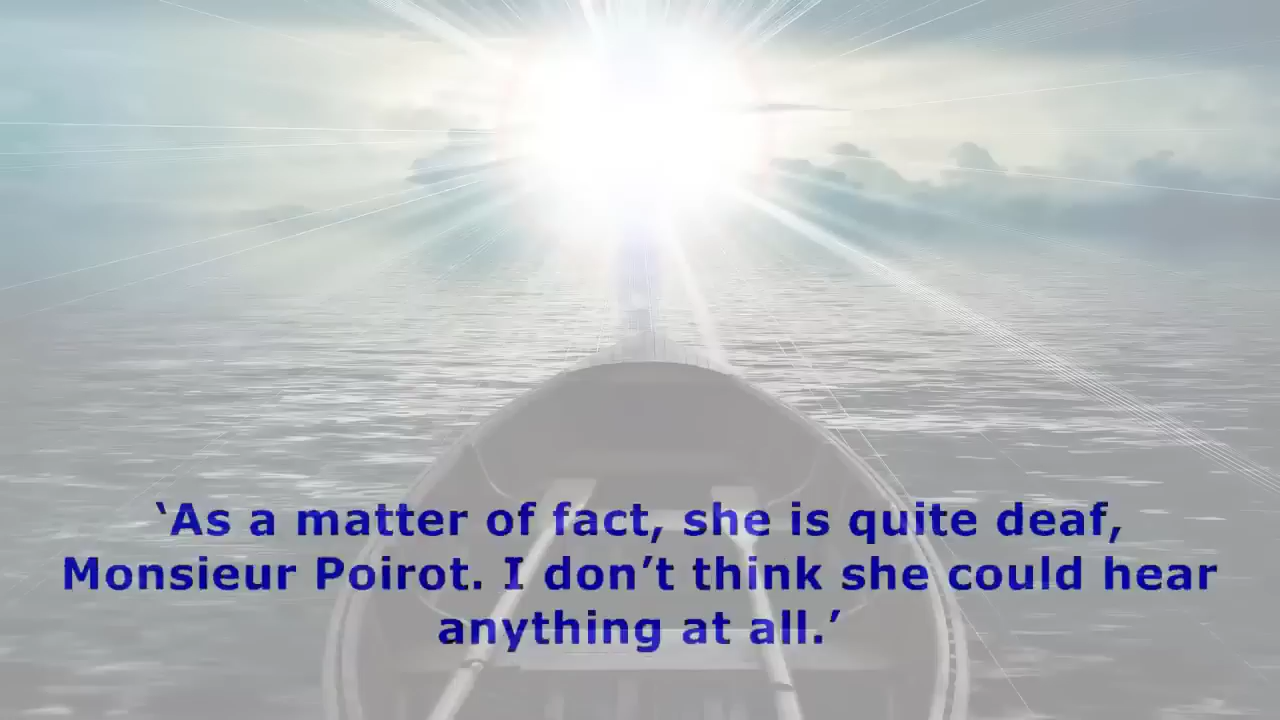 ‘As a matter of fact, she is quite deaf,
Monsieur Poirot. I don’t think she could hear
anything at all.’